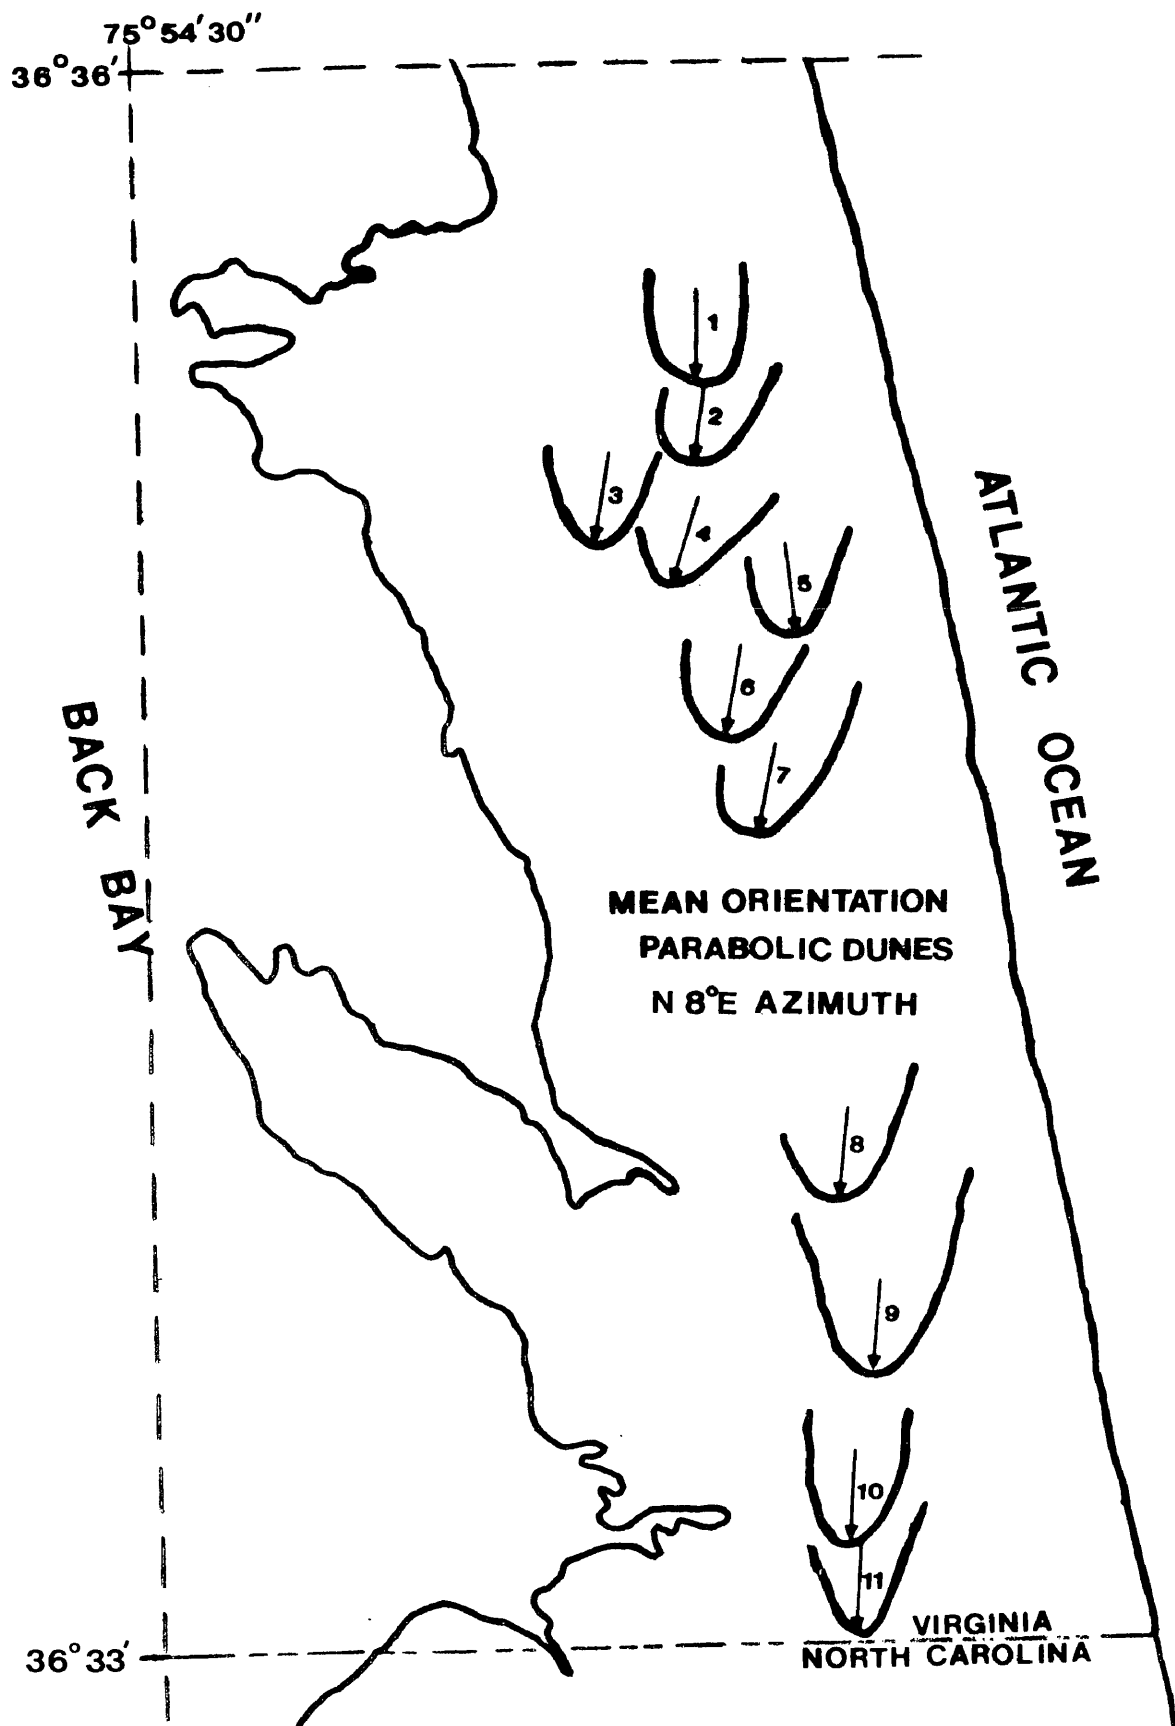 75°54'30"
36°36'
1
2
3
4
5
6
7
ATLANTIC OCEAN
BACK BAY
MEAN ORIENTATION
PARABOLIC DUNES
N 8°E AZIMUTH
8
9
10
11
VIRGINIA
36°33'
NORTH CAROLINA